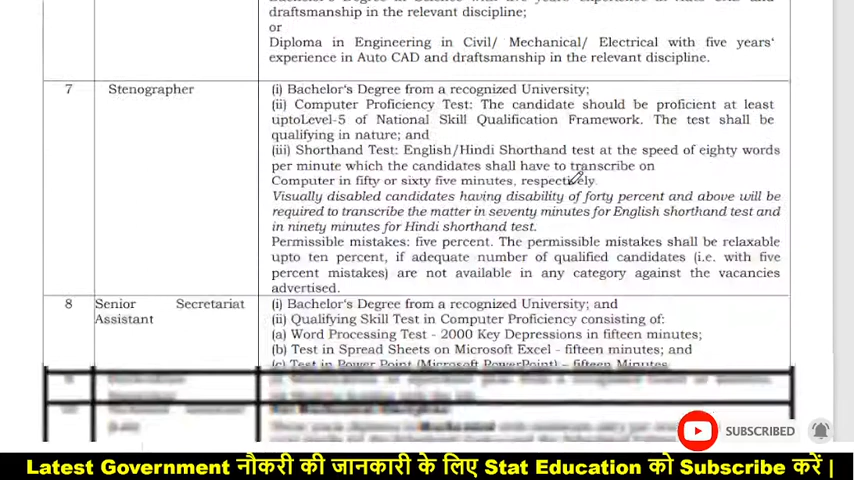 draftsmanship in the relevant discipline;
or
Diploma in Engineering in Civil/ Mechanical/ Electrical with five years'
experience in Auto CAD and draftsmanship in the relevant discipline.
7 Stenographer (i) Bachelor's Degree from a recognized University;
(ii) Computer Proficiency Test: The candidate should be proficient at least
uptoLevel-5 of National Skill Qualification Framework. The test shall be
qualifying in nature; and
(iii) Shorthand Test: English/Hindi Shorthand test at the speed of eighty words
per minute which the candidates shall have to transcribe on
Computer in fifty or sixty five minutes, respectively.
Visually disabled candidates having disability of forty percent and above will be
required to transcribe the matter in seventy minutes for English shorthand test and
in ninety minutes for Hindi shorthand test.
Permissible mistakes: five percent. The permissible mistakes shall be relaxable
upto ten percent, if adequate number of qualified candidates (i.e. with five
percent mistakes) are not available in any category against the vacancies
advertised.
8 Senior Secretariat (i) Bachelor's Degree from a recognized University; and
Assistant (ii) Qualifying Skill Test in Computer Proficiency consisting of:
(a) Word Processing Test - 2000 Key Depressions in fifteen minutes;
(b) Test in Spread Sheets on Microsoft Excel - fifteen minutes; and
(c) Test in Power Point (Microsoft PowerPoint) – fifteen Minutes
SUBSCRIBED
Latest Government नौकरी की जानकारी के लिए Stat Education को Subscribe करें |